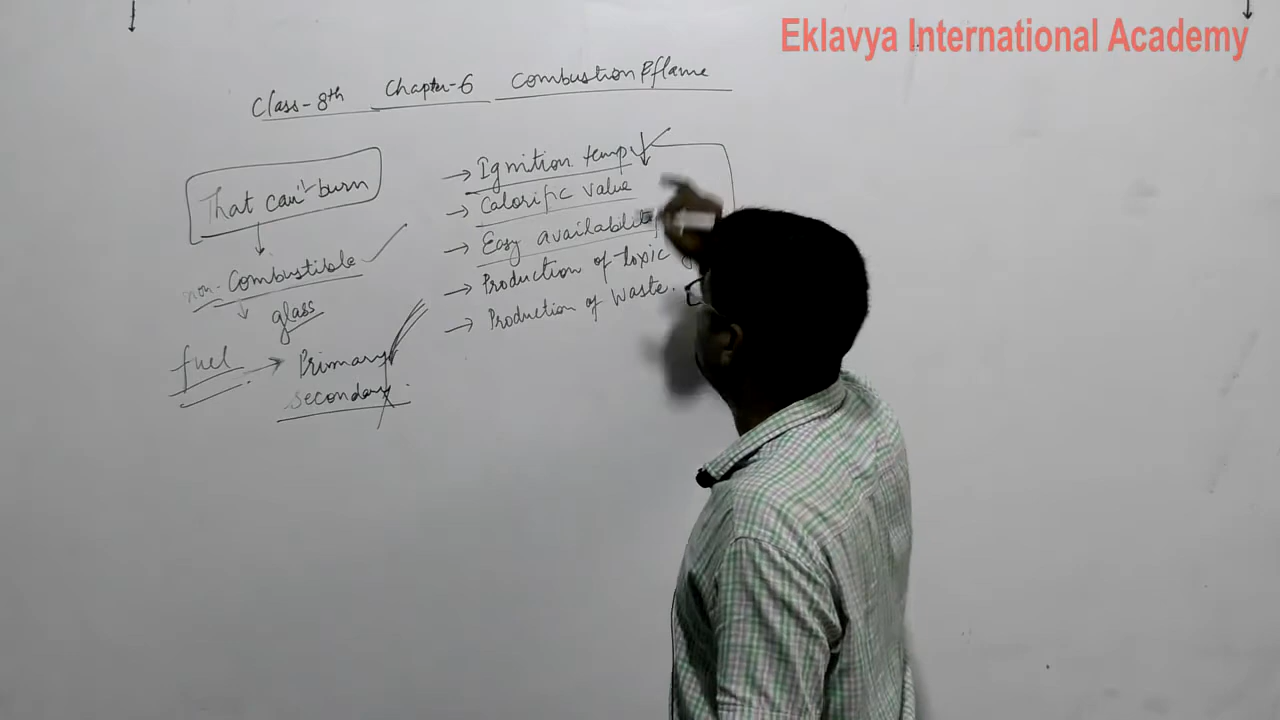 Eklavya International Academy
Class-8th Chapter-6 Combustion & flame
That can't burn
non-Combustible
glass
fuel → Primary
secondary
→ Ignition temp ↓
→ Calorific value
→ Easy availability
→ Production of toxic
→ Production of Waste.